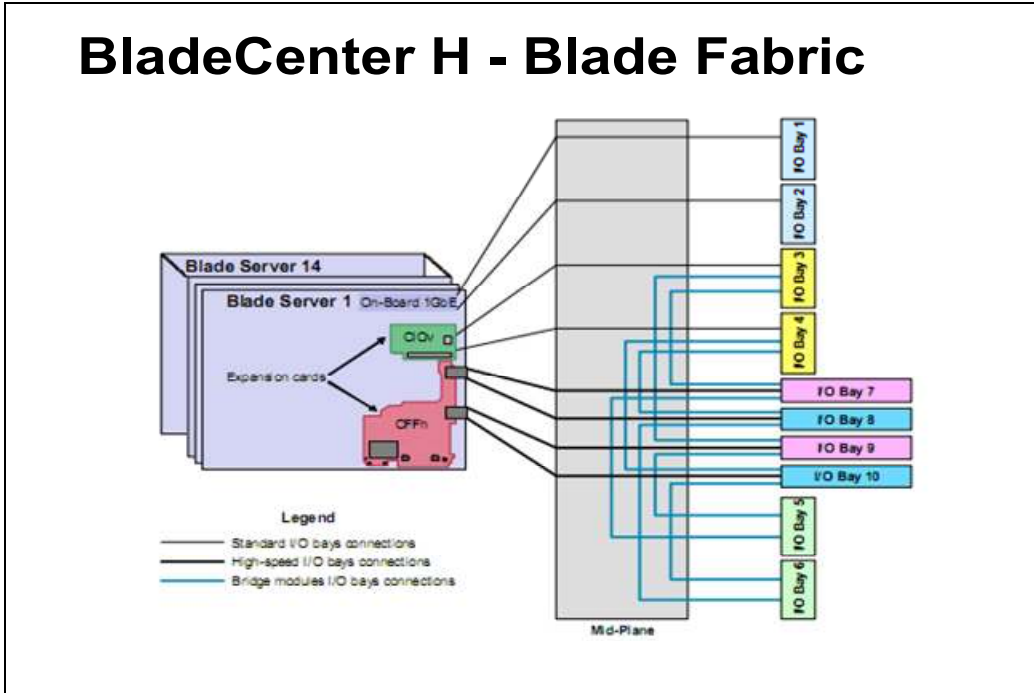 BladeCenter H - Blade Fabric
I/O Bay 1
I/O Bay 2
I/O Bay 3
I/O Bay 4
Blade Server 14
Blade Server 1
On-Board 1GbE
CIOv
Expansion cards
CFFh
I/O Bay 7
I/O Bay 8
I/O Bay 9
I/O Bay 10
I/O Bay 5
I/O Bay 6
Legend
Standard I/O bays connections
High-speed I/O bays connections
Bridge modules I/O bays connections
Mid-Plane